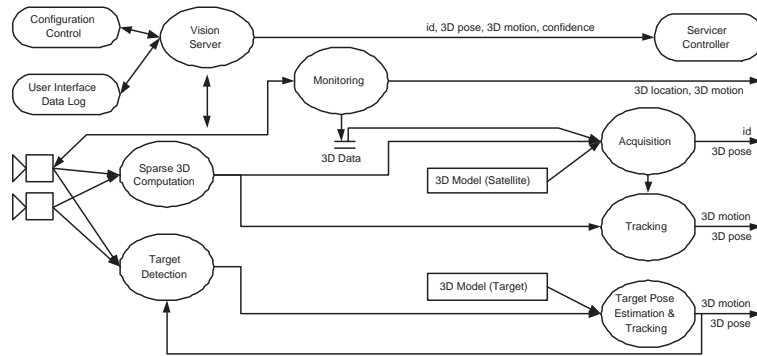 Configuration
Control
Vision
Server
id, 3D pose, 3D motion, confidence
Servicer
Controller
User Interface
Data Log
Monitoring
3D location, 3D motion
3D Data
Acquisition
id
3D pose
Sparse 3D
Computation
3D Model (Satellite)
Tracking
3D motion
3D pose
Target
Detection
3D Model (Target)
Target Pose
Estimation &
Tracking
3D motion
3D pose